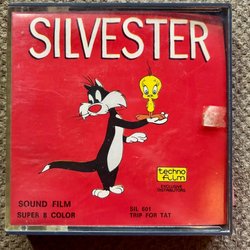 SILVESTER
techno
film
EXCLUSIVE
DISTRIBUTORS
SOUND FILM
SUPER 8 COLOR
SIL 601
TRIP FOR TAT